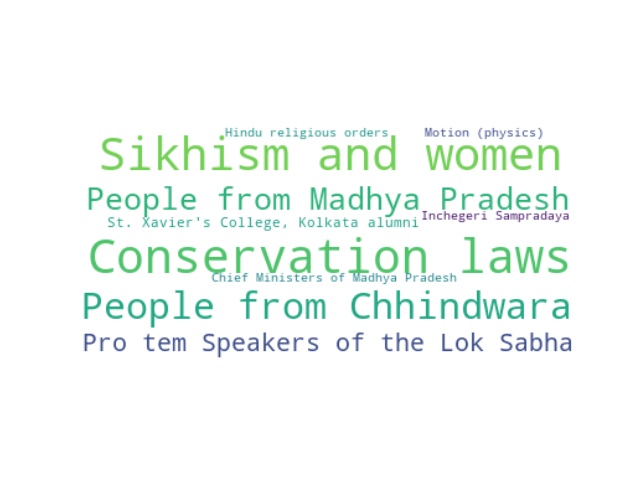 Hindu religious orders
Motion (physics)
Sikhism and women
People from Madhya Pradesh
Inchegeri Sampradaya
St. Xavier's College, Kolkata alumni
Conservation laws
Chief Ministers of Madhya Pradesh
People from Chhindwara
Pro tem Speakers of the Lok Sabha